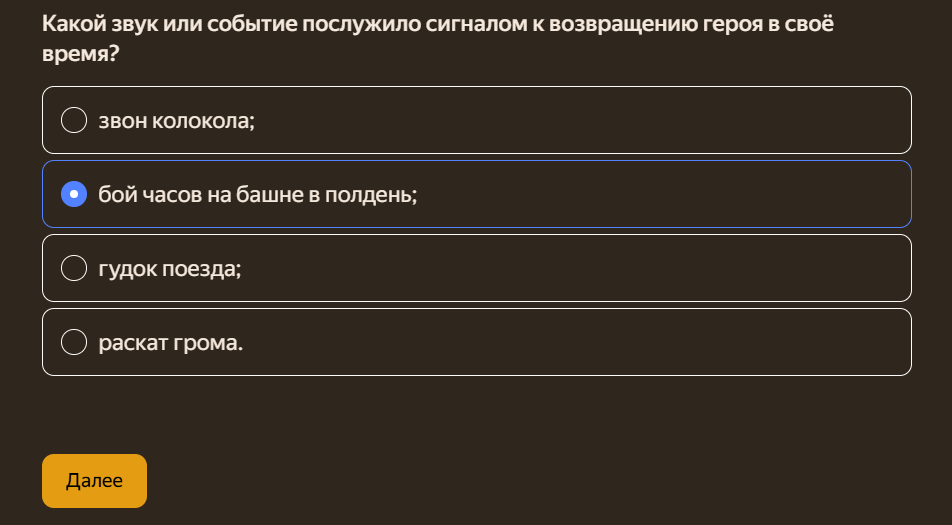 Какой звук или событие послужило сигналом к возвращению героя в своё
время?
звон колокола;
бой часов на башне в полдень;
гудок поезда;
раскат грома.
Далее